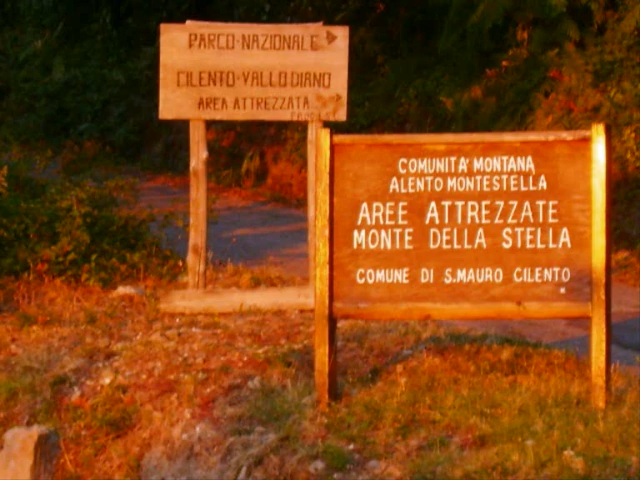 PARCO·NAZIONALE
CILENTO·VALLO DIANO
AREA ATTREZZATA
COMUNITA' MONTANA
ALENTO MONTESTELLA
AREE ATTREZZATE
MONTE DELLA STELLA
COMUNE DI S.MAURO CILENTO